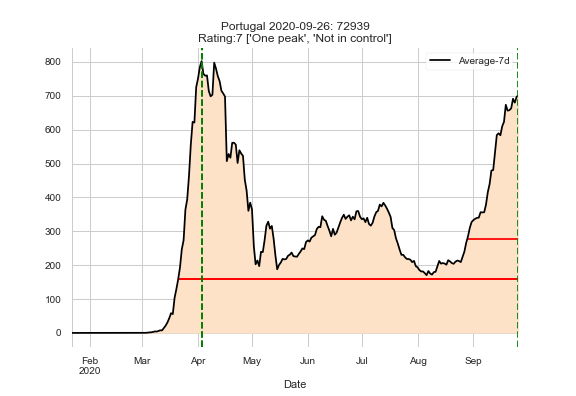 Portugal 2020-09-26: 72939
Rating:7 ['One peak', 'Not in control']
Average-7d
800
700
600
500
400
300
200
100
0
Feb Mar Apr May Jun Jul Aug Sep
2020
Date